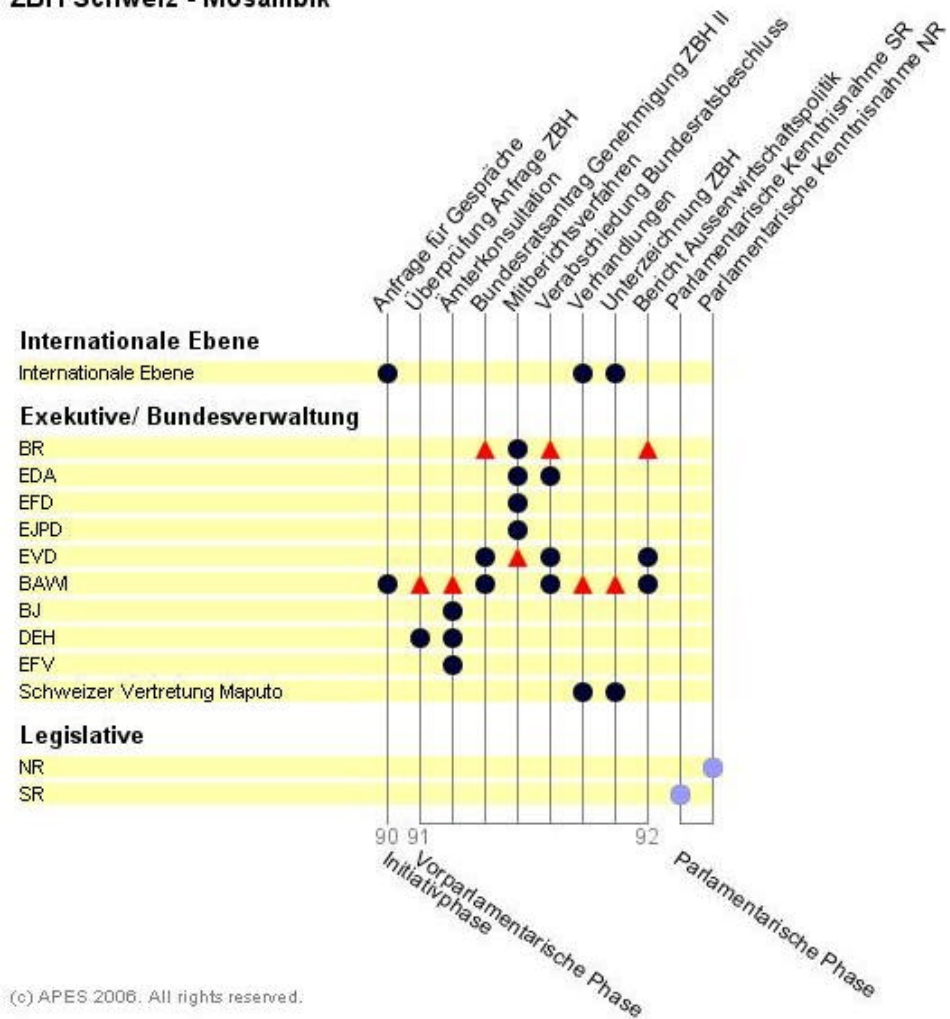 ZBH Schweiz - Mosambik
Anfrage für Gespräche
Überprüfung Anfrage ZBH
Ämterkonsultation
Bundesratsantrag Genehmigung ZBH II
Mitberichtsverfahren
Verabschiedung Bundesratsbeschluss
Verhandlungen
Unterzeichnung ZBH
Bericht Aussenwirtschaftspolitik
Parlamentarische Kenntnisnahme SR
Parlamentarische Kenntnisnahme NR
Internationale Ebene
Internationale Ebene
Exekutive/ Bundesverwaltung
BR
EDA
EFD
EJPD
EVD
BAWI
BJ
DEH
EFV
Schweizer Vertretung Maputo
Legislative
NR
SR
90 91 92
Initiativphase
Vorparlamentarische Phase
Parlamentarische Phase
(c) APES 2006. All rights reserved.